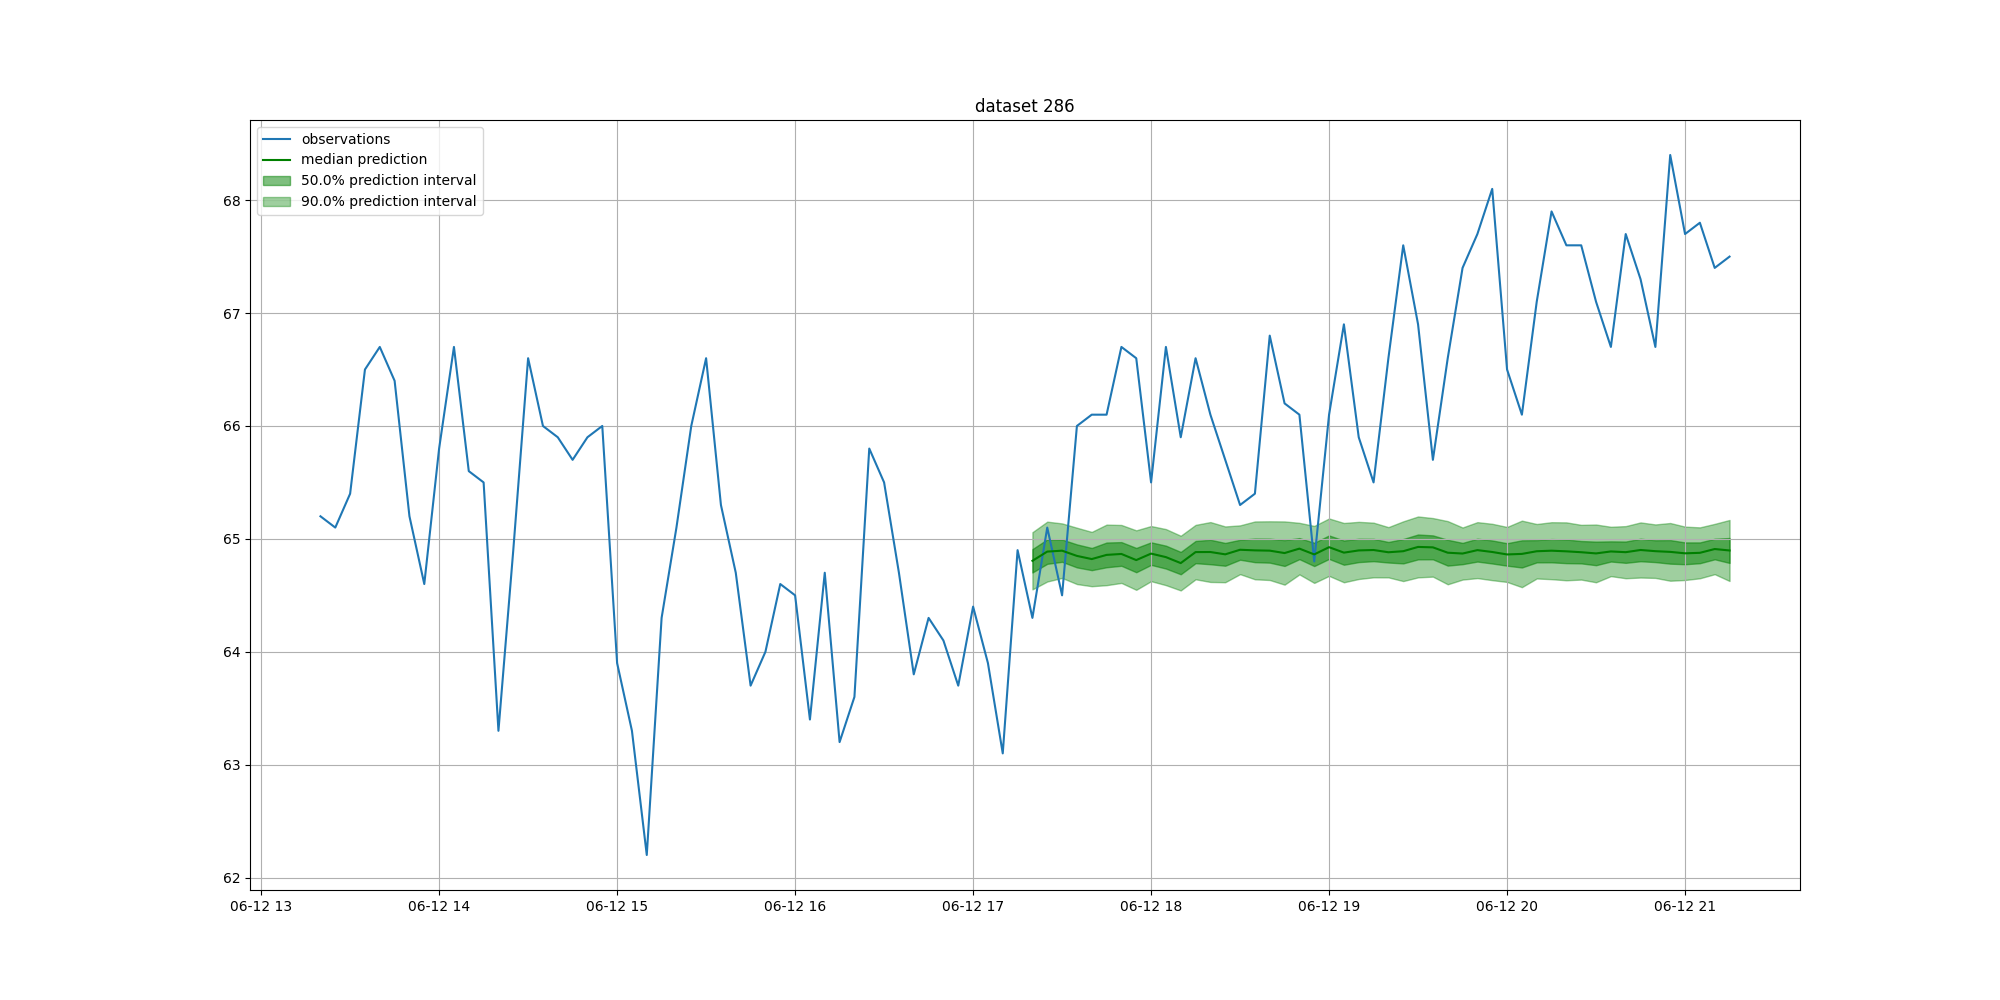 dataset 286
observations
median prediction
50.0% prediction interval
90.0% prediction interval
68
67
66
65
64
63
62
06-12 13 06-12 14 06-12 15 06-12 16 06-12 17 06-12 18 06-12 19 06-12 20 06-12 21